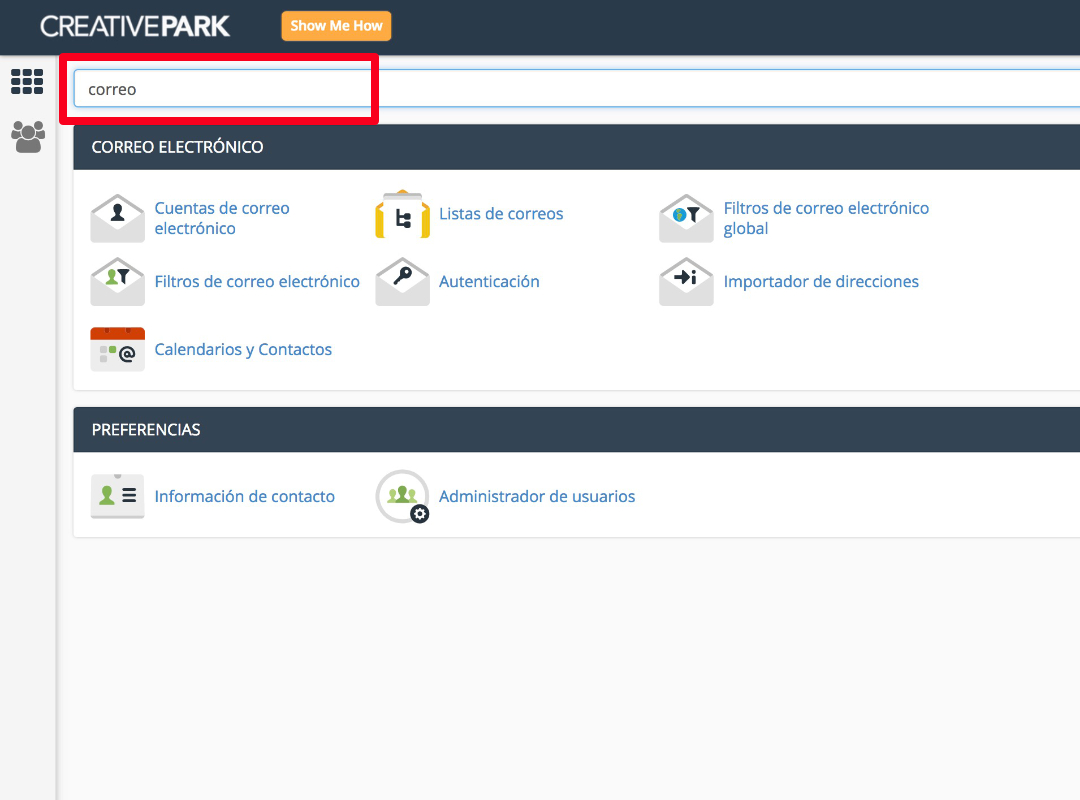 CREATIVEPARK
Show Me How
correo
CORREO ELECTRÓNICO
Cuentas de correo
electrónico
Listas de correos
Filtros de correo electrónico
global
Filtros de correo electrónico
Autenticación
Importador de direcciones
Calendarios y Contactos
PREFERENCIAS
Información de contacto
Administrador de usuarios